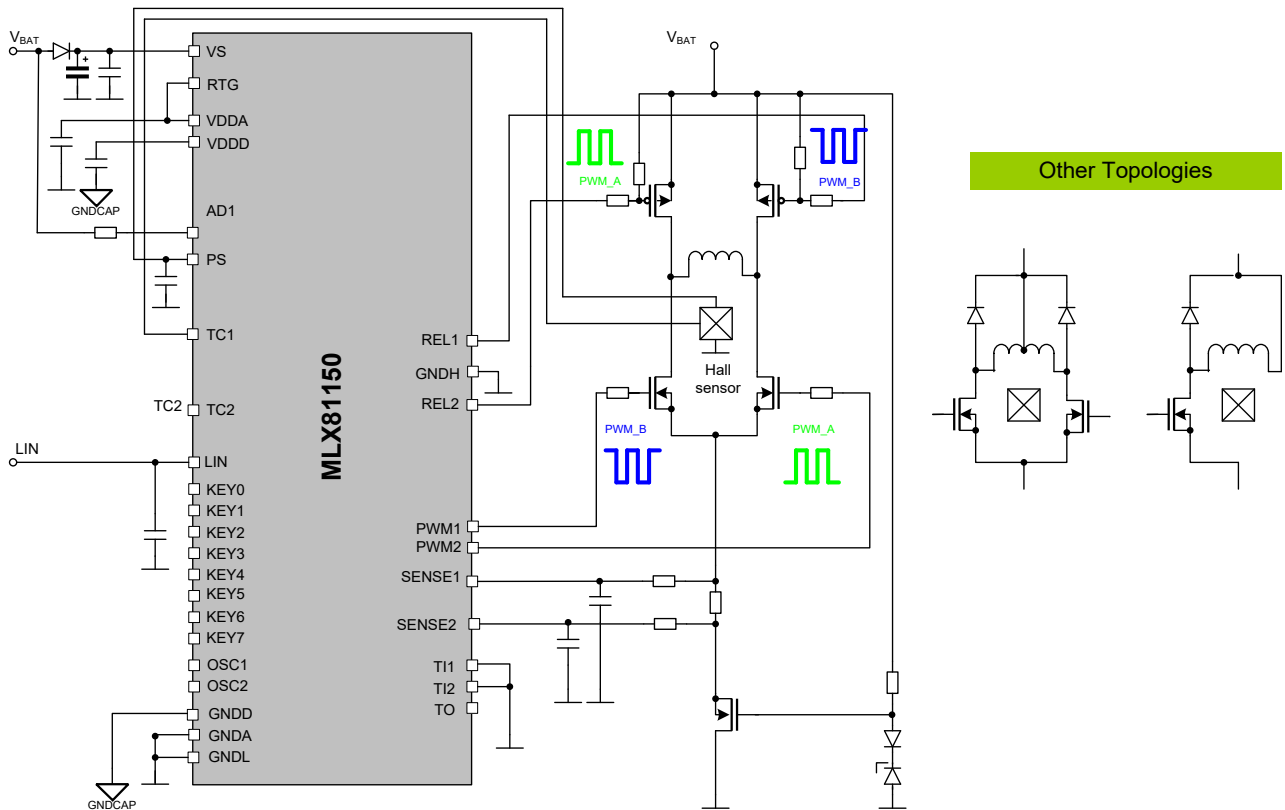 VBAT
+
VS
RTG
VDDA
VDDD
GNDCAP
AD1
PS
TC1
TC2 TC2
LIN LIN
KEY0
KEY1
KEY2
KEY3
KEY4
KEY5
KEY6
KEY7
OSC1
OSC2
GNDD
GNDA
GNDL
GNDCAP
MLX81150
REL1
GNDH
REL2
PWM1
PWM2
SENSE1
SENSE2
TI1
TI2
TO
VBAT
PWM_A
PWM_B
Hall
sensor
PWM_B
PWM_A
Other Topologies